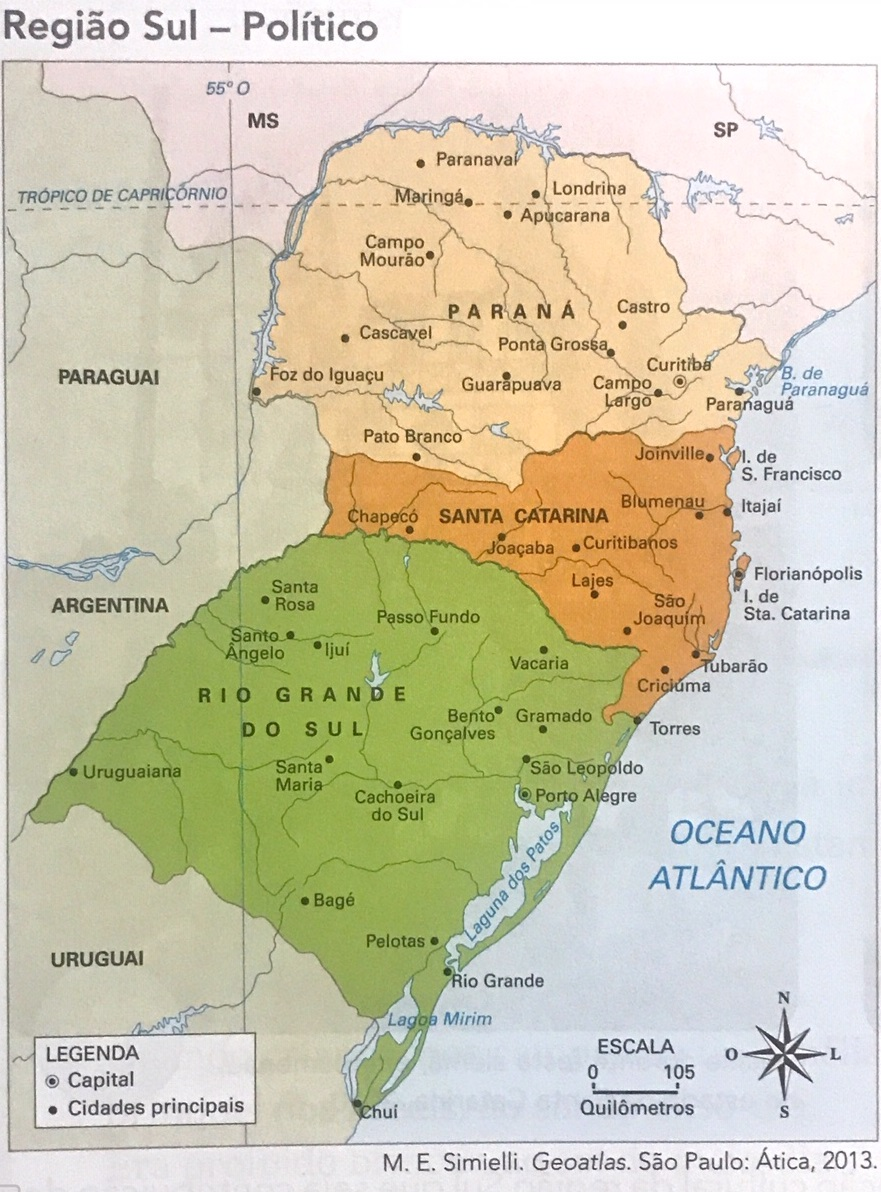 Região Sul – Político
55° O
MS
SP
TRÓPICO DE CAPRICÓRNIO
Paranavaí
Londrina
Maringá
Apucarana
Campo
Mourão
PARANÁ
Castro
Cascavel
Ponta Grossa
Curitiba
PARAGUAI
Foz do Iguaçu
Guarapuava
Campo
Largo
B. de
Paranaguá
Paranaguá
Pato Branco
Joinville
I. de
S. Francisco
Blumenau
Itajaí
Chapecó
SANTA CATARINA
Joaçaba
Curitibanos
Florianópolis
I. de
Sta. Catarina
Lajes
São
Joaquim
ARGENTINA
Santa
Rosa
Passo Fundo
Santo
Ângelo
Ijuí
Vacaria
Tubarão
Criciúma
RIO GRANDE
DO SUL
Bento
Gonçalves
Gramado
Torres
Uruguaiana
Santa
Maria
São Leopoldo
Cachoeira
do Sul
Porto Alegre
OCEANO
ATLÂNTICO
Laguna dos Patos
Bagé
Pelotas
URUGUAI
Rio Grande
Lagoa Mirim
Chuí
LEGENDA
Capital
Cidades principais
ESCALA
0 105
Quilômetros
N
O L
S
M. E. Simielli. Geoatlas. São Paulo: Ática, 2013.